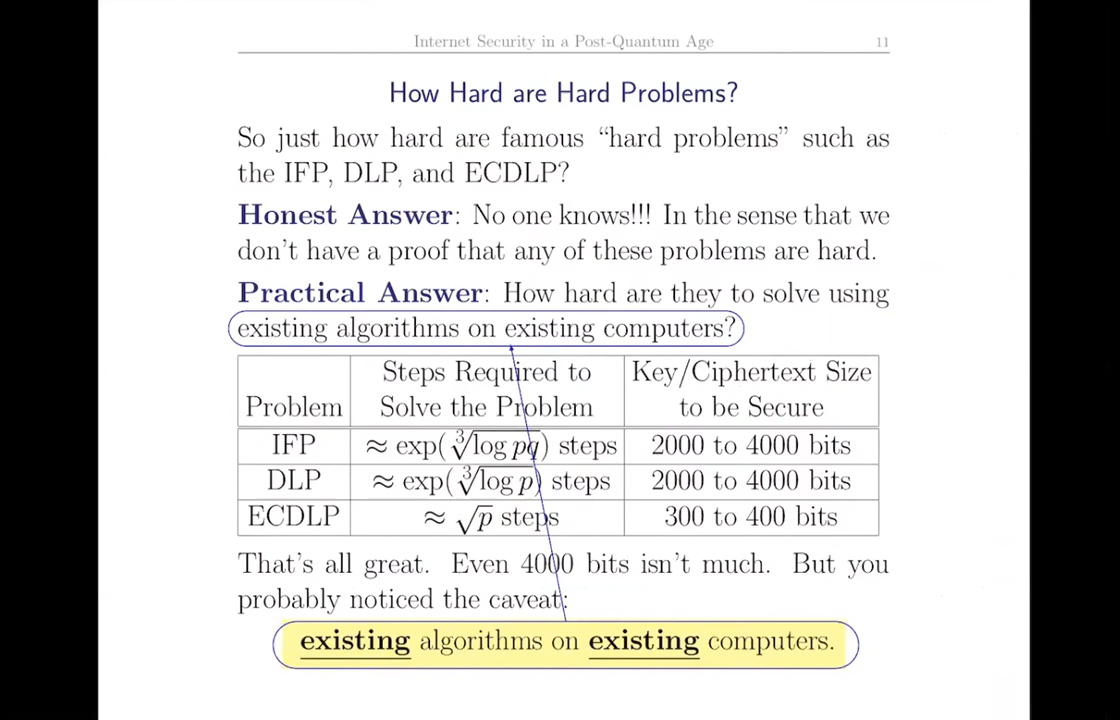 Internet Security in a Post-Quantum Age 11
How Hard are Hard Problems?
So just how hard are famous “hard problems” such as
the IFP, DLP, and ECDLP?
Honest Answer: No one knows!!! In the sense that we
don’t have a proof that any of these problems are hard.
Practical Answer: How hard are they to solve using
existing algorithms on existing computers?
Steps Required to Key/Ciphertext Size
Problem Solve the Problem to be Secure
IFP ≈ exp(∛log pq) steps 2000 to 4000 bits
DLP ≈ exp(∛log p) steps 2000 to 4000 bits
ECDLP ≈ √p steps 300 to 400 bits
That’s all great. Even 4000 bits isn’t much. But you
probably noticed the caveat:
existing algorithms on existing computers.